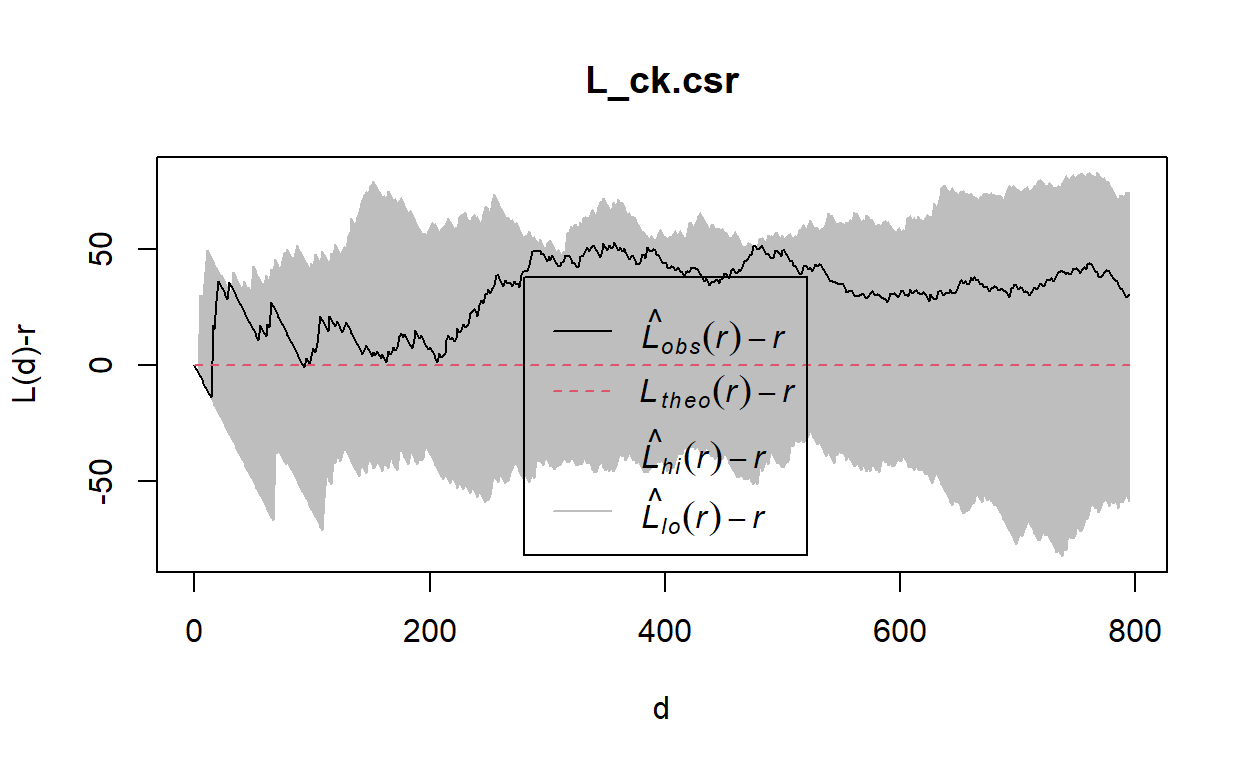 L_ck.csr
L(d)-r
50
0
-50
L̂obs(r) – r
Ltheo(r) – r
L̂hi(r) – r
L̂lo(r) – r
0 200 400 600 800
d